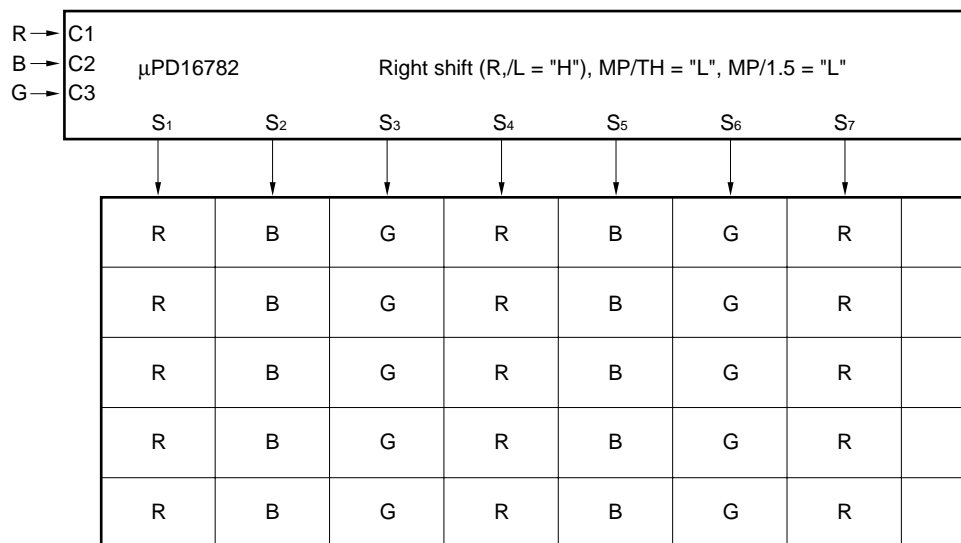 R C1
B C2
G C3
µPD16782 Right shift (R,/L = "H"), MP/TH = "L", MP/1.5 = "L"
S1 S2 S3 S4 S5 S6 S7
R B G R B G R
R B G R B G R
R B G R B G R
R B G R B G R
R B G R B G R